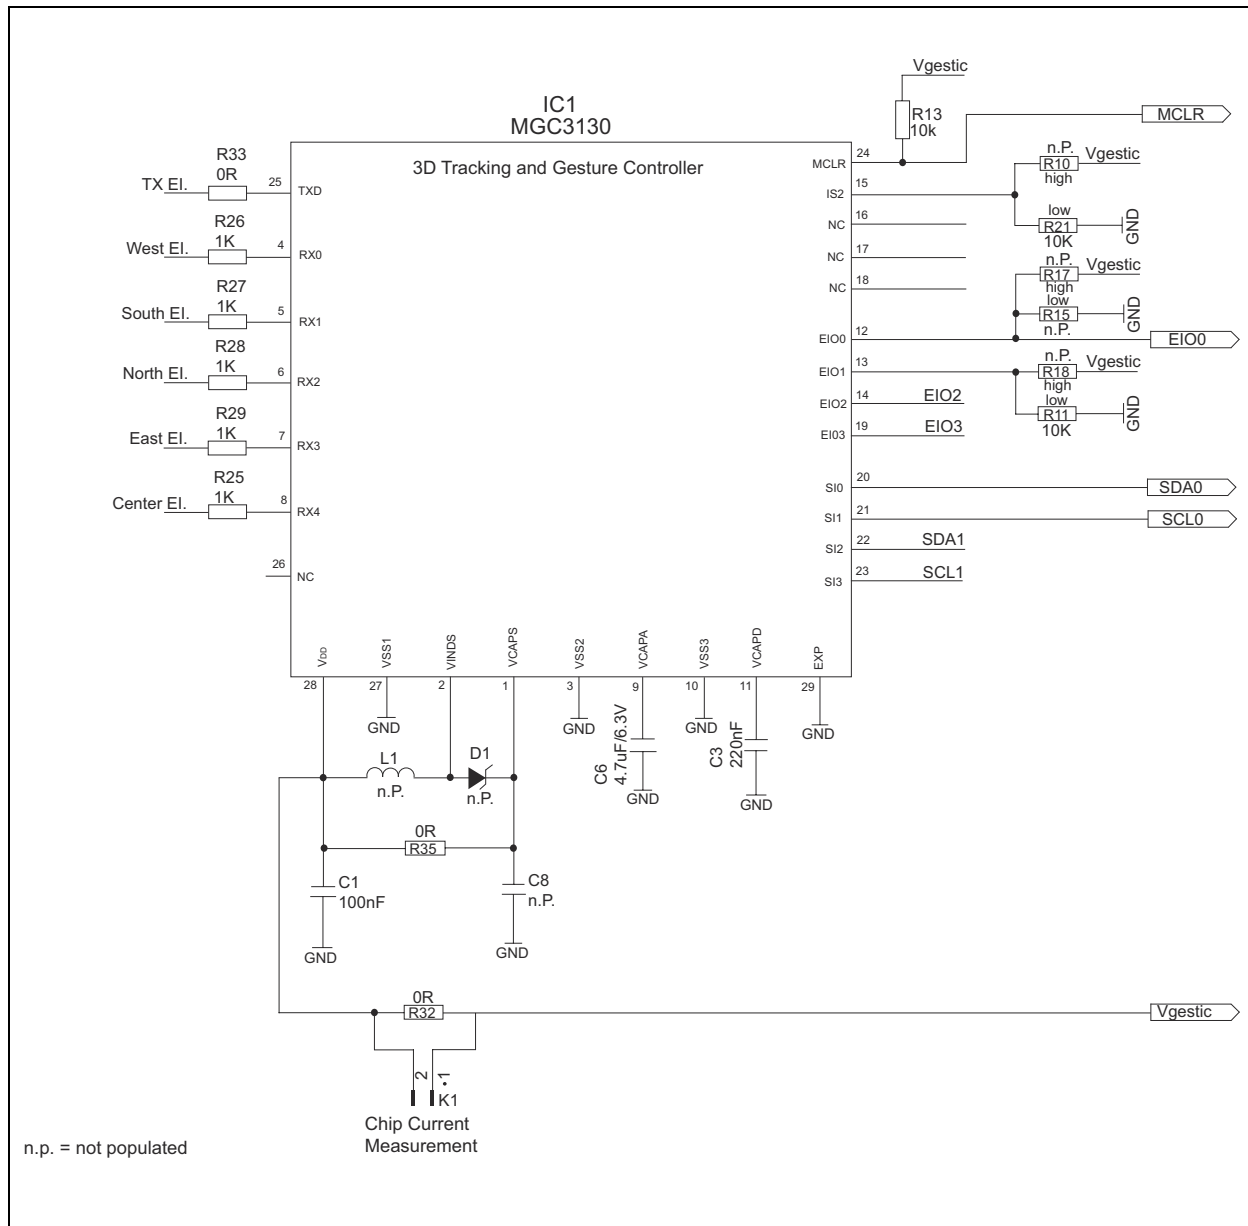 IC1
MGC3130
3D Tracking and Gesture Controller
Vgestic
R13
10k
MCLR
24
MCLR
R33
0R
TX El.
25
TXD
R26
1K
West El.
4
RX0
R27
1K
South El.
5
RX1
R28
1K
North El.
6
RX2
R29
1K
East El.
7
RX3
R25
1K
Center El.
8
RX4
26
NC
15
IS2
n.P.
R10
high
Vgestic
low
R21
10K
GND
16
NC
17
NC
18
NC
n.P.
R17
high
Vgestic
low
R15
n.P.
GND
12
EIO0
EIO0
13
EIO1
n.P.
R18
high
Vgestic
low
R11
10K
GND
14
EIO2
EIO2
19
EI03
EIO3
20
SI0
SDA0
21
SI1
SCL0
22
SI2
SDA1
23
SI3
SCL1
VDD
VSS1
VINDS
VCAPS
VSS2
VCAPA
VSS3
VCAPD
EXP
28
27
2
1
3
9
10
11
29
GND
GND
GND
GND
C6
4.7uF/6.3V
GND
C3
220nF
GND
L1
n.P.
D1
n.P.
0R
R35
C1
100nF
GND
C8
n.P.
GND
0R
R32
Vgestic
2
1
K1
Chip Current
Measurement
n.p. = not populated